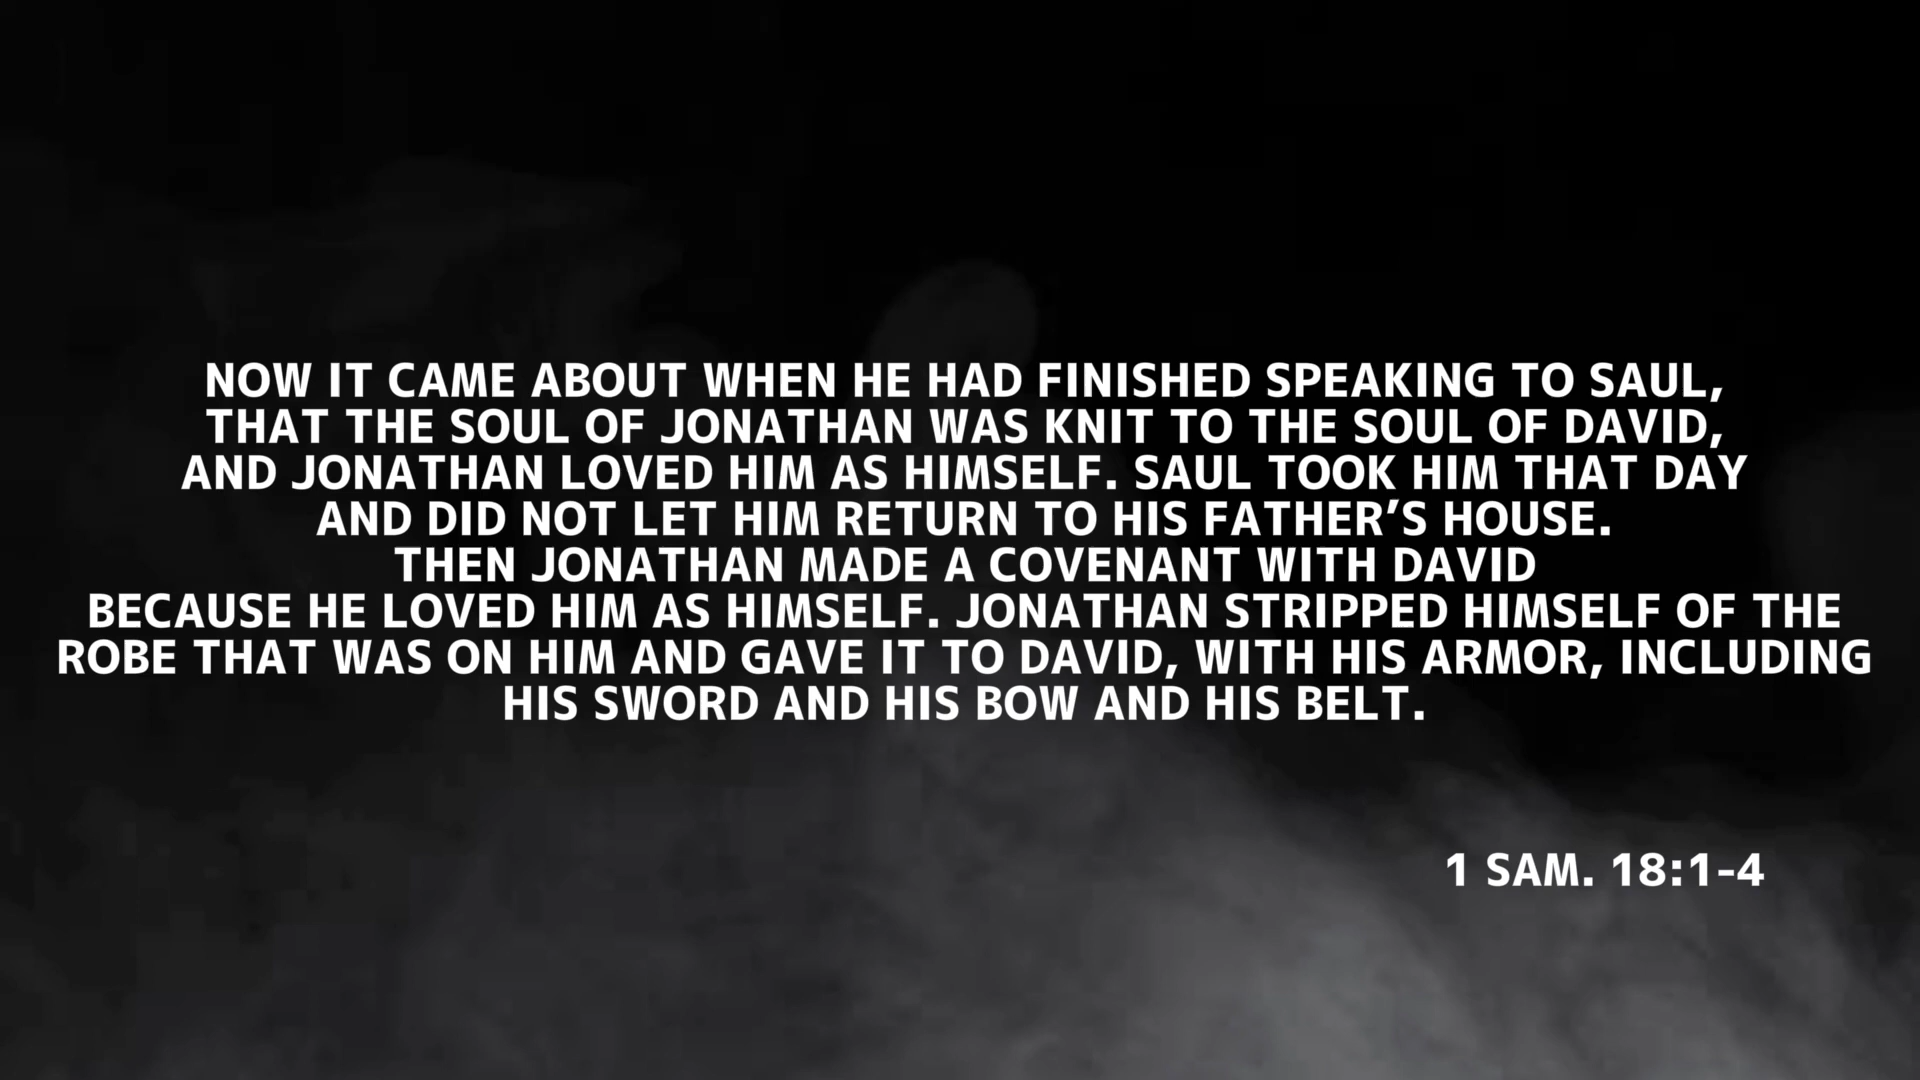 NOW IT CAME ABOUT WHEN HE HAD FINISHED SPEAKING TO SAUL,
THAT THE SOUL OF JONATHAN WAS KNIT TO THE SOUL OF DAVID,
AND JONATHAN LOVED HIM AS HIMSELF. SAUL TOOK HIM THAT DAY
AND DID NOT LET HIM RETURN TO HIS FATHER’S HOUSE.
THEN JONATHAN MADE A COVENANT WITH DAVID
BECAUSE HE LOVED HIM AS HIMSELF. JONATHAN STRIPPED HIMSELF OF THE
ROBE THAT WAS ON HIM AND GAVE IT TO DAVID, WITH HIS ARMOR, INCLUDING
HIS SWORD AND HIS BOW AND HIS BELT.
1 SAM. 18:1-4